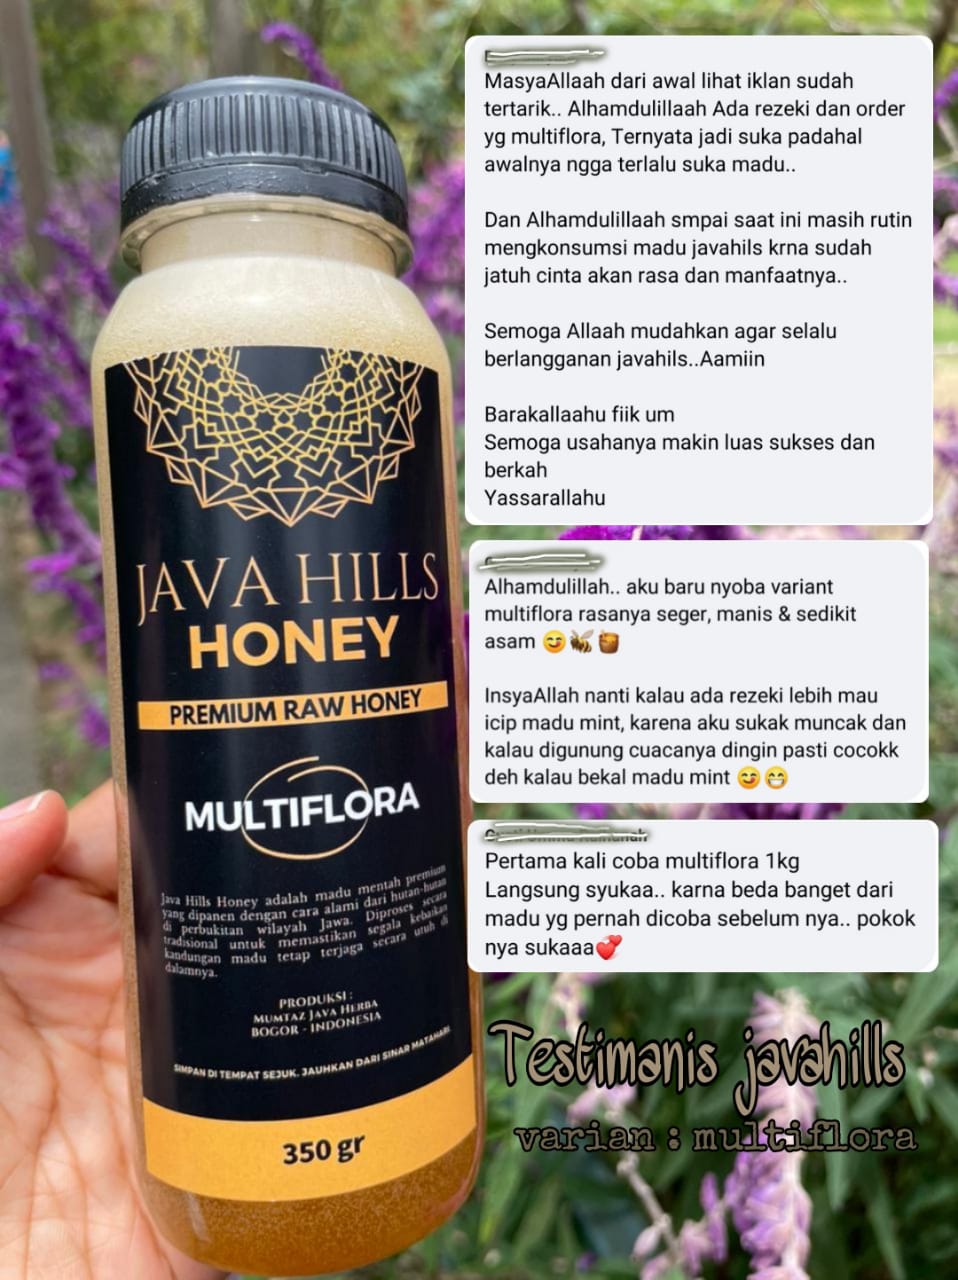 JAVA HILLS
HONEY
PREMIUM RAW HONEY
MULTIFLORA
Java Hills Honey adalah madu mentah premium
yang dipanen dengan cara alami dari hutan-hutan
di perbukitan wilayah Jawa. Diproses secara
tradisional untuk memastikan segala kebaikan
kandungan madu tetap terjaga secara utuh di
dalamnya.
PRODUKSI :
MUMTAZ JAVA HERBA
BOGOR - INDONESIA
SIMPAN DI TEMPAT SEJUK. JAUHKAN DARI SINAR MATAHARI.
350 gr
MasyaAllaah dari awal lihat iklan sudah
tertarik.. Alhamdulillaah Ada rezeki dan order
yg multiflora, Ternyata jadi suka padahal
awalnya ngga terlalu suka madu..
Dan Alhamdulillaah smpai saat ini masih rutin
mengkonsumsi madu javahils krna sudah
jatuh cinta akan rasa dan manfaatnya..
Semoga Allaah mudahkan agar selalu
berlangganan javahils..Aamiin
Barakallaahu fiik um
Semoga usahanya makin luas sukses dan
berkah
Yassarallahu
Alhamdulillah.. aku baru nyoba variant
multiflora rasanya seger, manis & sedikit
asam 😋🐝🍯
InsyaAllah nanti kalau ada rezeki lebih mau
icip madu mint, karena aku sukak muncak dan
kalau digunung cuacanya dingin pasti cocokk
deh kalau bekal madu mint 😋😁
Pertama kali coba multiflora 1kg
Langsung syukaa.. karna beda banget dari
madu yg pernah dicoba sebelum nya.. pokok
nya sukaaa💞
Testimanis javahills
varian : multiflora